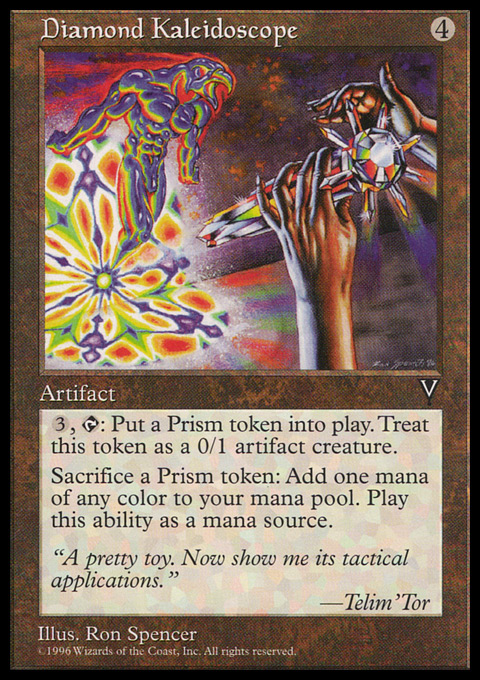 Diamond Kaleidoscope 4
Ron Spencer 96
Artifact V
3, : Put a Prism token into play. Treat
this token as a 0/1 artifact creature.
Sacrifice a Prism token: Add one mana
of any color to your mana pool. Play
this ability as a mana source.
“A pretty toy. Now show me its tactical
applications.”
—Telim’Tor
Illus. Ron Spencer
©1996 Wizards of the Coast, Inc. All rights reserved.